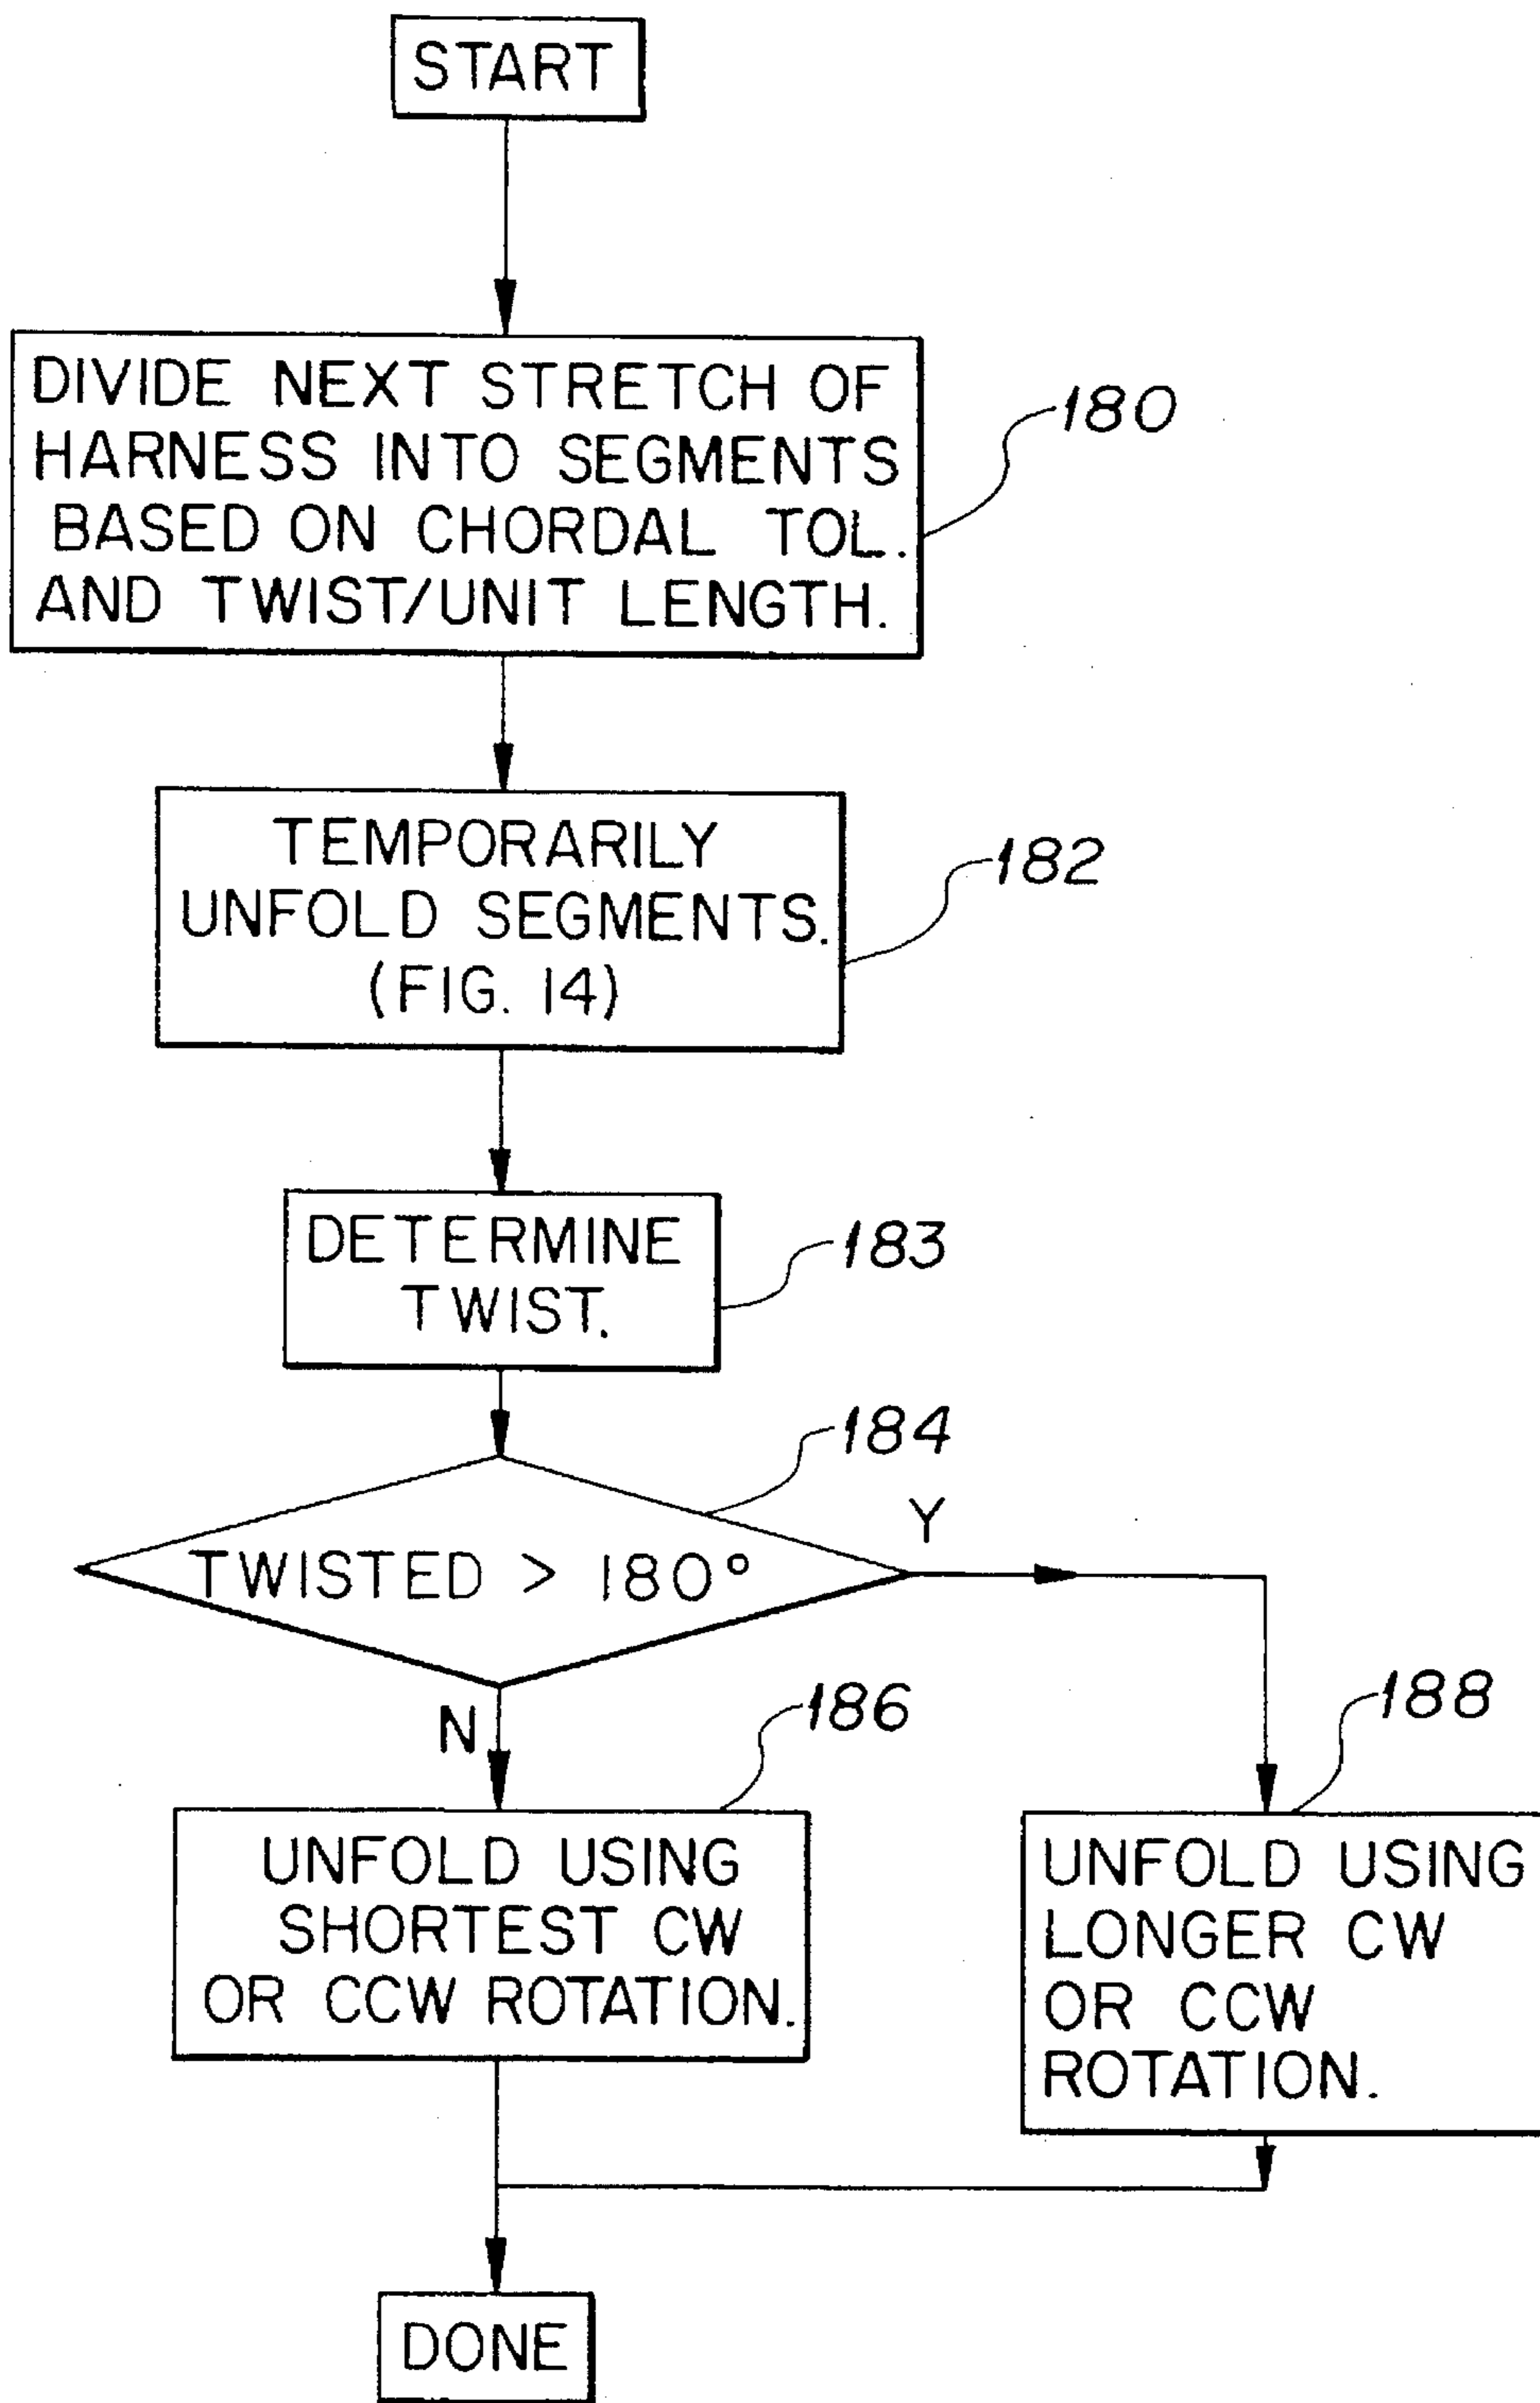 START
DIVIDE NEXT STRETCH OF
HARNESS INTO SEGMENTS
BASED ON CHORDAL TOL.
AND TWIST/UNIT LENGTH.
180
TEMPORARILY
UNFOLD SEGMENTS.
(FIG. 14)
182
DETERMINE
TWIST.
183
184
TWISTED > 180°
Y
N
186
188
UNFOLD USING
SHORTEST CW
OR CCW ROTATION.
UNFOLD USING
LONGER CW
OR CCW
ROTATION.
DONE